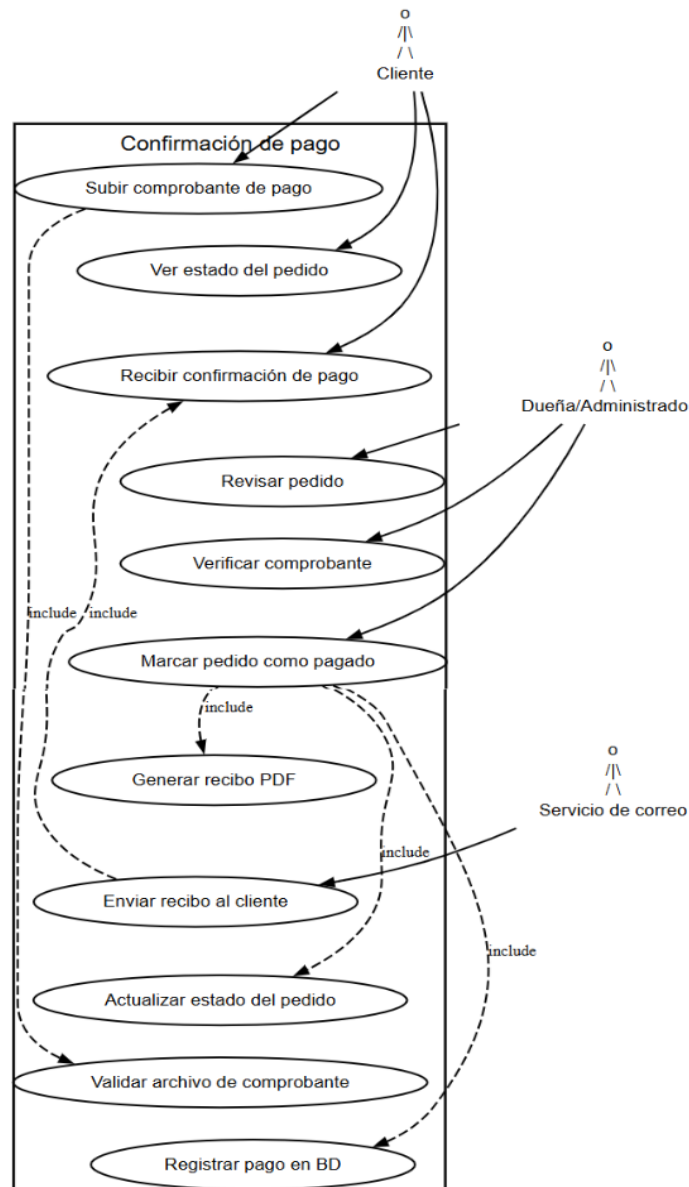 Cliente
Confirmación de pago
Subir comprobante de pago
Ver estado del pedido
Recibir confirmación de pago
Dueña/Administrado
Revisar pedido
Verificar comprobante
include
include
Marcar pedido como pagado
include
Generar recibo PDF
Servicio de correo
include
Enviar recibo al cliente
include
Actualizar estado del pedido
Validar archivo de comprobante
Registrar pago en BD